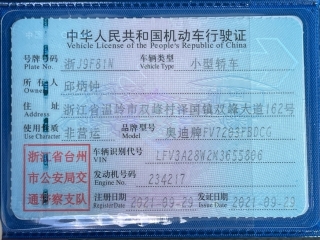 中华人民共和国机动车行驶证
Vehicle License of the People's Republic of China
号牌号码 浙J9F81N 车辆类型 小型轿车
Plate No. Vehicle Type
所有人 邱炳钟
Owner
住址 浙江省温岭市双峰村泽国镇双峰大道162号
Address
使用性质 非营运 品牌型号 奥迪牌FV7203FBDCG
Use Character Model
浙江省台州市公安局交通警察支队
车辆识别代号 LFV3A28W2M3655806
VIN
发动机号码 234217
Engine No.
注册日期 2021-09-23 发证日期 2021-09-23
Register Date Issue Date